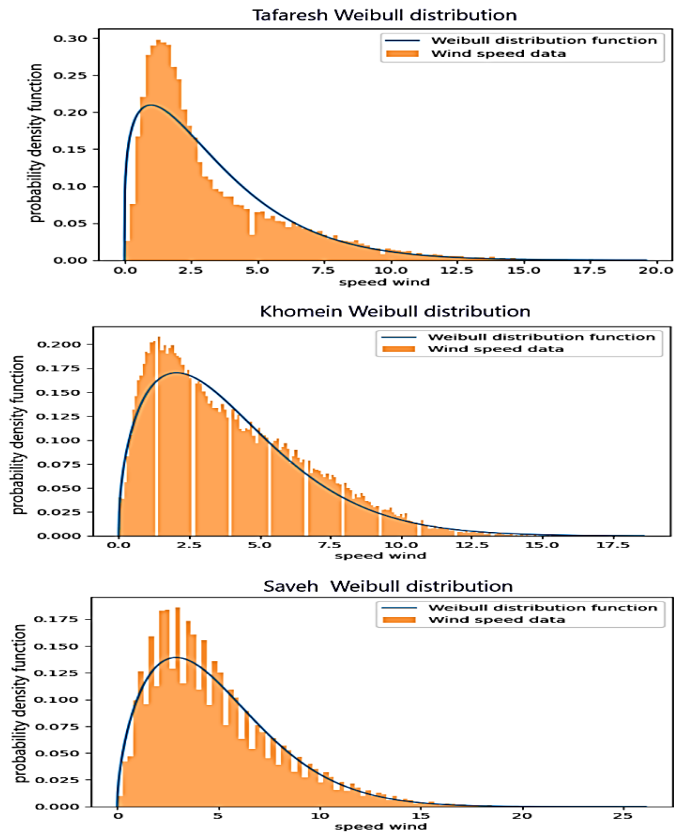 Tafaresh Weibull distribution
Weibull distribution function
Wind speed data
probability density function
0.30
0.25
0.20
0.15
0.10
0.05
0.00
0.0 2.5 5.0 7.5 10.0 12.5 15.0 17.5 20.0
speed wind
Khomein Weibull distribution
Weibull distribution function
Wind speed data
probability density function
0.200
0.175
0.150
0.125
0.100
0.075
0.050
0.025
0.000
0.0 2.5 5.0 7.5 10.0 12.5 15.0 17.5
speed wind
Saveh Weibull distribution
Weibull distribution function
Wind speed data
probability density function
0.175
0.150
0.125
0.100
0.075
0.050
0.025
0.000
0 5 10 15 20 25
speed wind